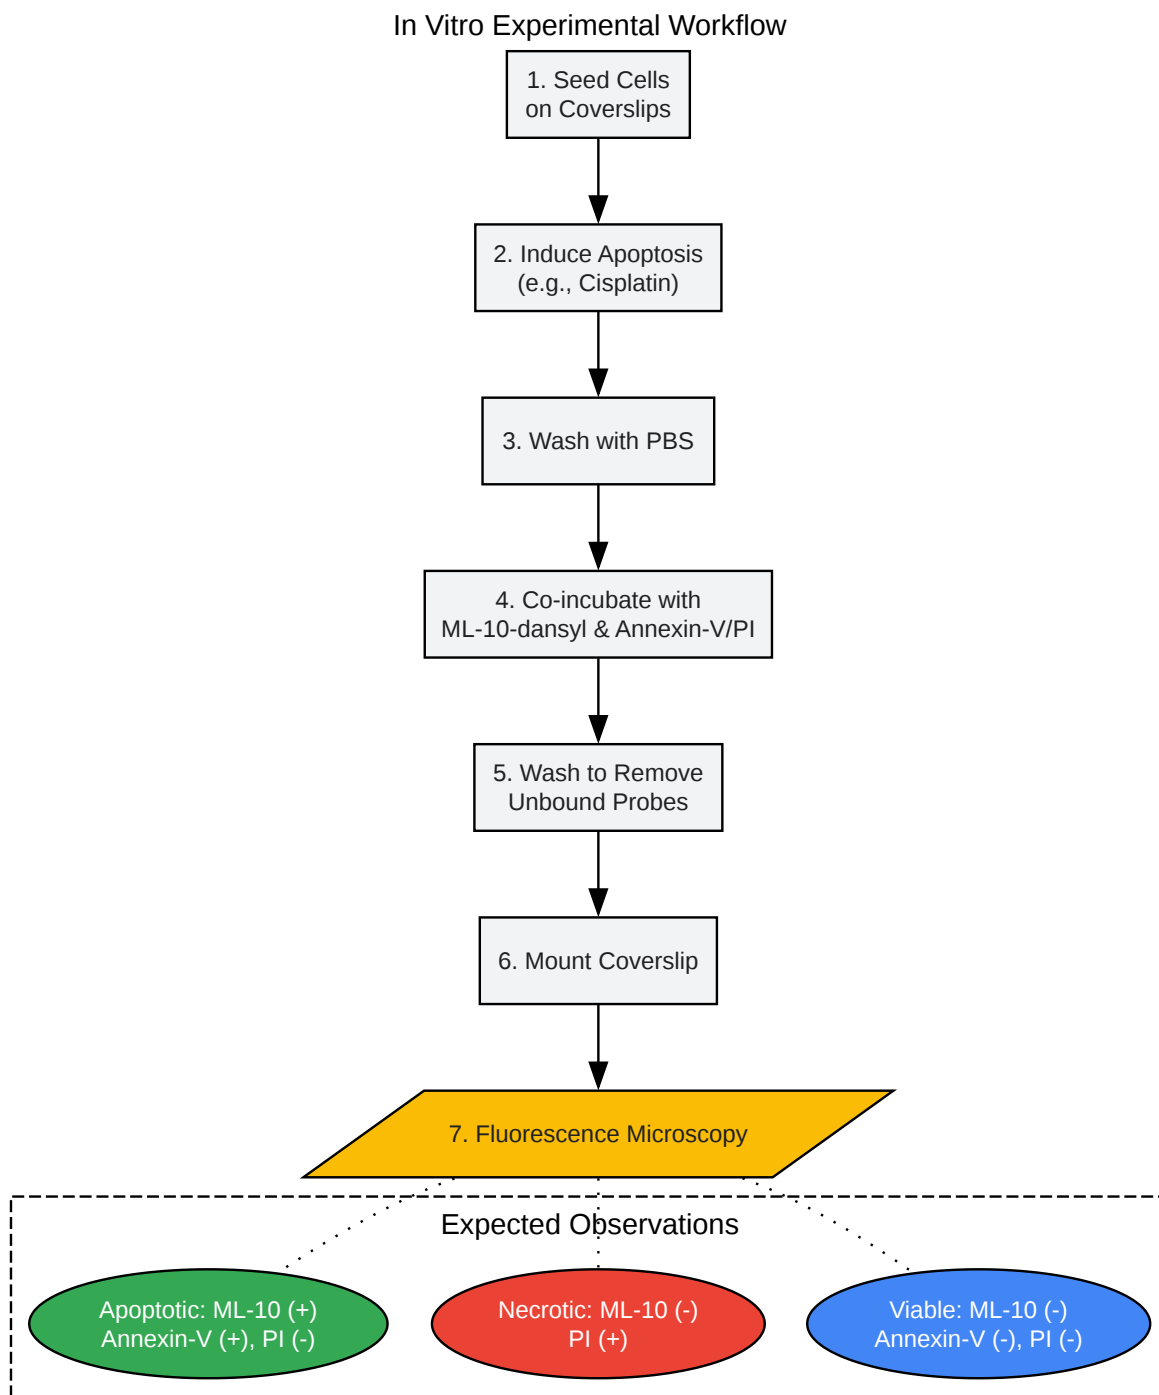 In Vitro Experimental Workflow
1. Seed Cells
on Coverslips
2. Induce Apoptosis
(e.g., Cisplatin)
3. Wash with PBS
4. Co-incubate with
ML-10-dansyl & Annexin-V/PI
5. Wash to Remove
Unbound Probes
6. Mount Coverslip
7. Fluorescence Microscopy
Expected Observations
Apoptotic: ML-10 (+)
Annexin-V (+), PI (-)
Necrotic: ML-10 (-)
PI (+)
Viable: ML-10 (-)
Annexin-V (-), PI (-)